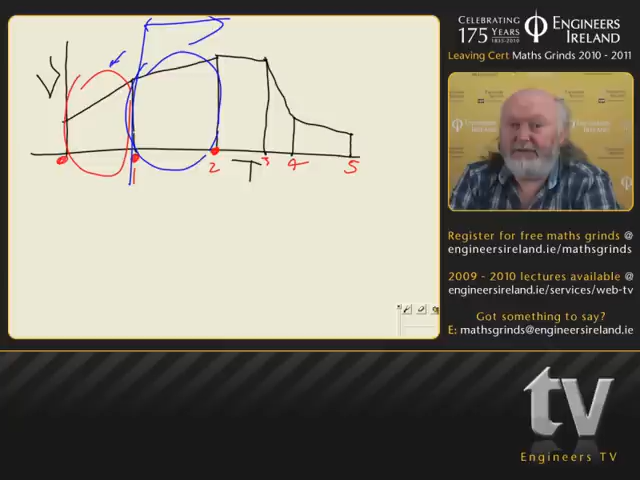 CELEBRATING
175 YEARS
1835-2010
ENGINEERS
IRELAND
Leaving Cert Maths Grinds 2010 - 2011
V
1
2
3
4
5
T
Register for free maths grinds @
engineersireland.ie/mathsgrinds
2009 - 2010 lectures available @
engineersireland.ie/services/web-tv
Got something to say?
E: mathsgrinds@engineersireland.ie
tv
Engineers TV